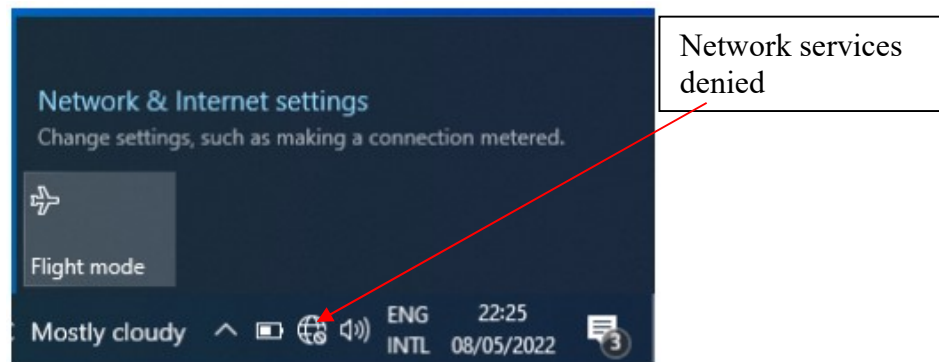 Network services
denied
Network & Internet settings
Change settings, such as making a connection metered.
Flight mode
Mostly cloudy
ENG
INTL
22:25
08/05/2022
3